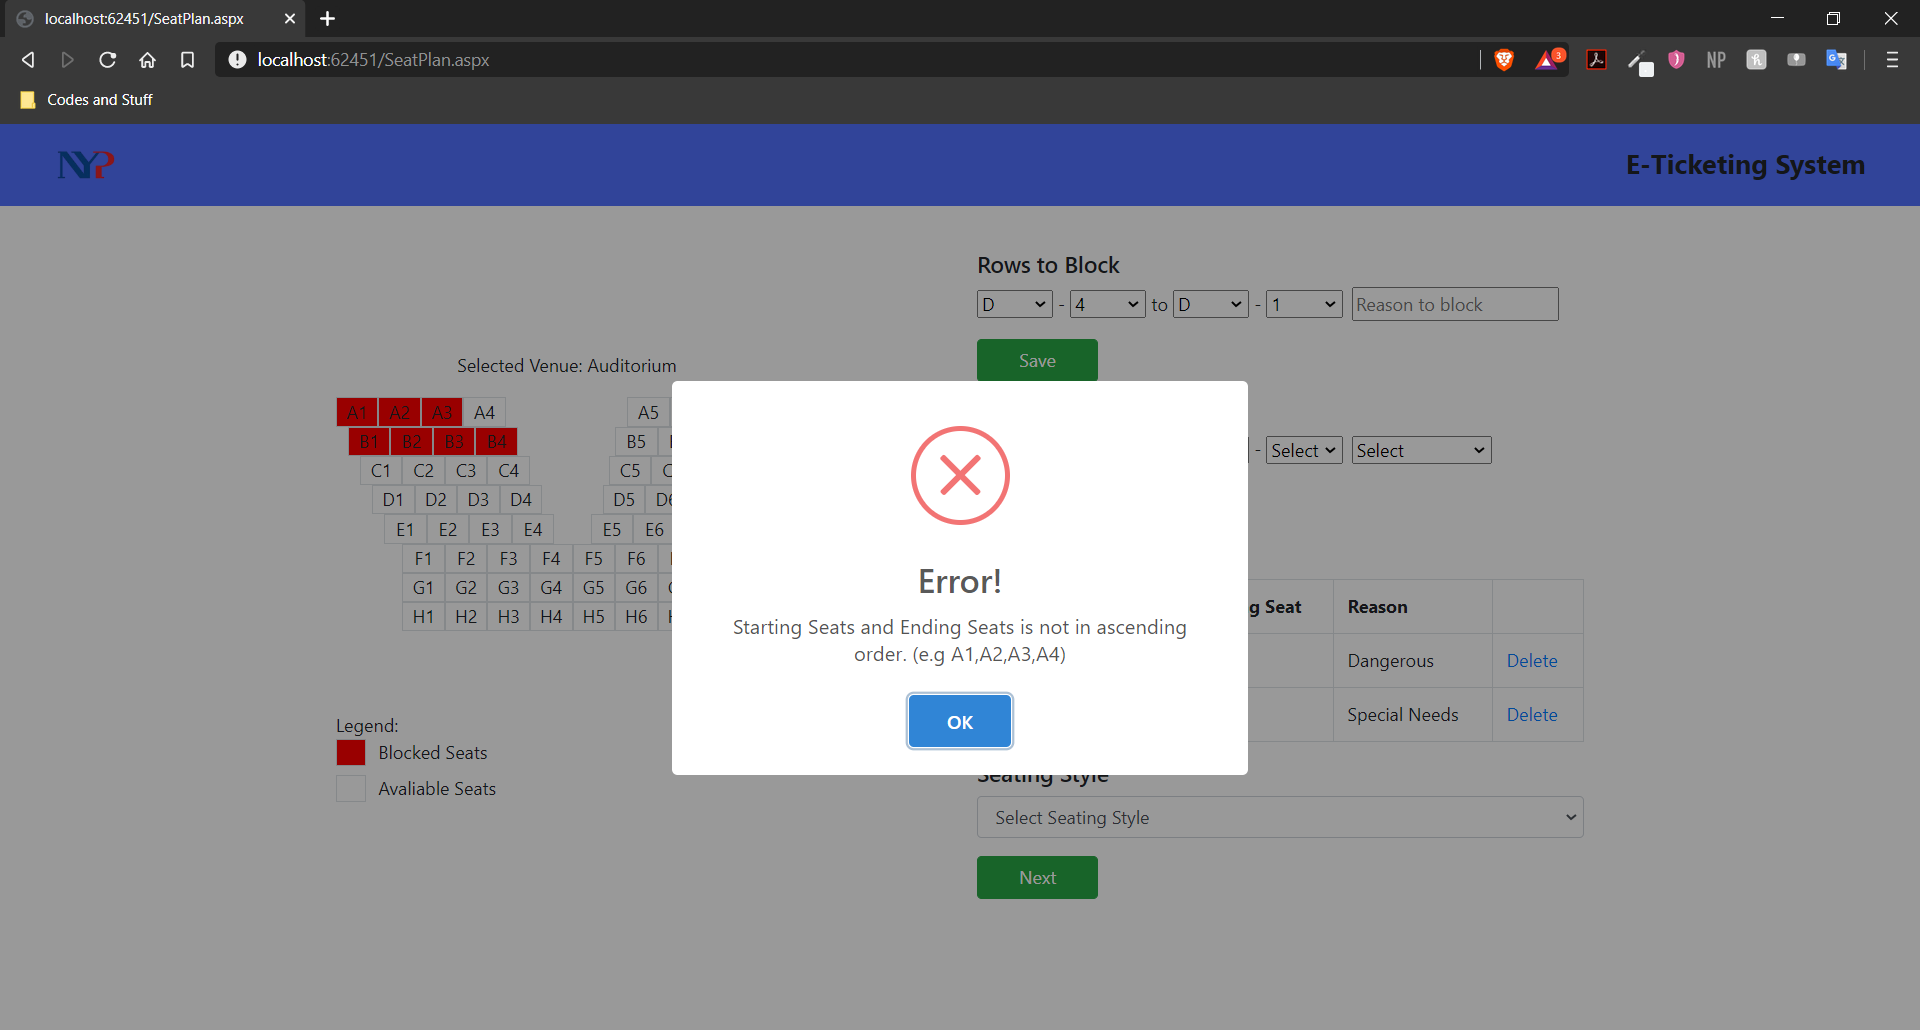 localhost:62451/SeatPlan.aspx
localhost:62451/SeatPlan.aspx
3
NP
Codes and Stuff
NYP
E-Ticketing System
Rows to Block
D - 4 to D - 1 Reason to block
Save
Selected Venue: Auditorium
A1 A2 A3 A4 A5
B1 B2 B3 B4 B5
C1 C2 C3 C4 C5
D1 D2 D3 D4 D5
E1 E2 E3 E4 E5 E6
F1 F2 F3 F4 F5 F6
G1 G2 G3 G4 G5 G6
H1 H2 H3 H4 H5 H6
- Select Select
Error!
Starting Seats and Ending Seats is not in ascending
order. (e.g A1,A2,A3,A4)
OK
g Seat Reason
Dangerous Delete
Special Needs Delete
Legend:
Blocked Seats
Avaliable Seats
Seating Style
Select Seating Style
Next